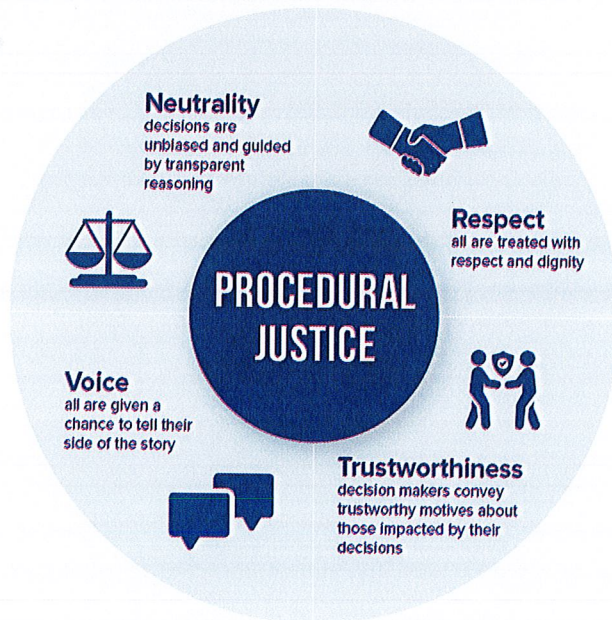 Neutrality
decisions are
unbiased and guided
by transparent
reasoning
Respect
all are treated with
respect and dignity
PROCEDURAL
JUSTICE
Voice
all are given a
chance to tell their
side of the story
Trustworthiness
decision makers convey
trustworthy motives about
those impacted by their
decisions